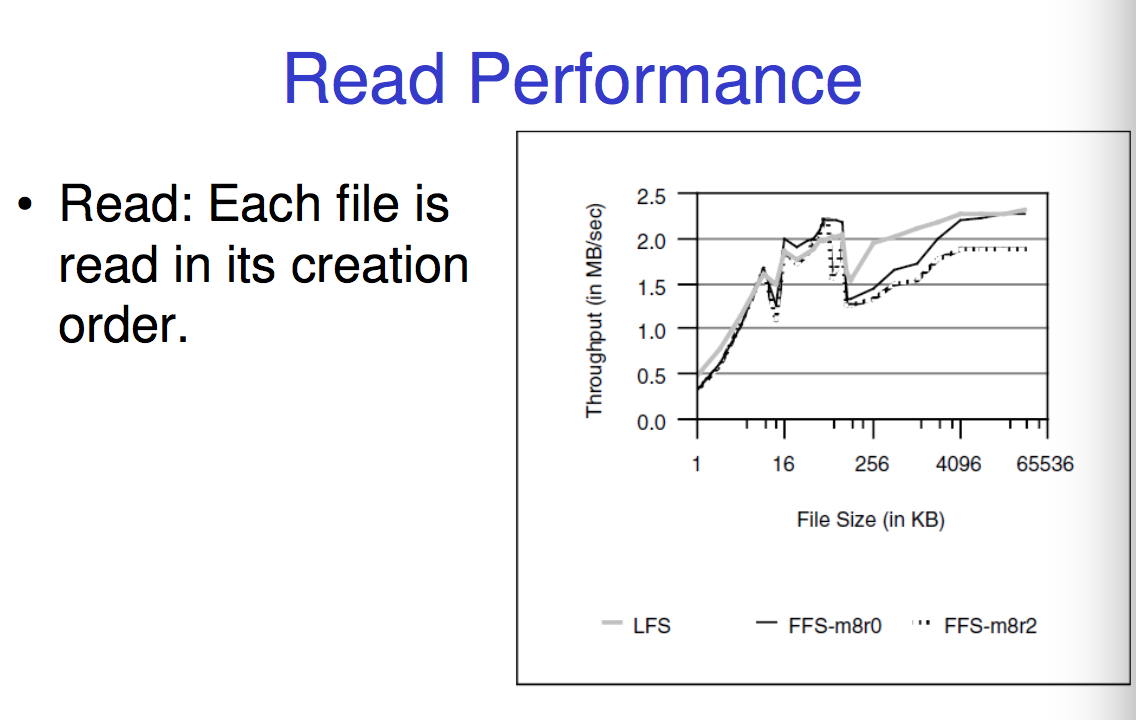 Read Performance
• Read: Each file is
read in its creation
order.
Throughput (in MB/sec)
2.5
2.0
1.5
1.0
0.5
0.0
1 16 256 4096 65536
File Size (in KB)
LFS FFS-m8r0 FFS-m8r2